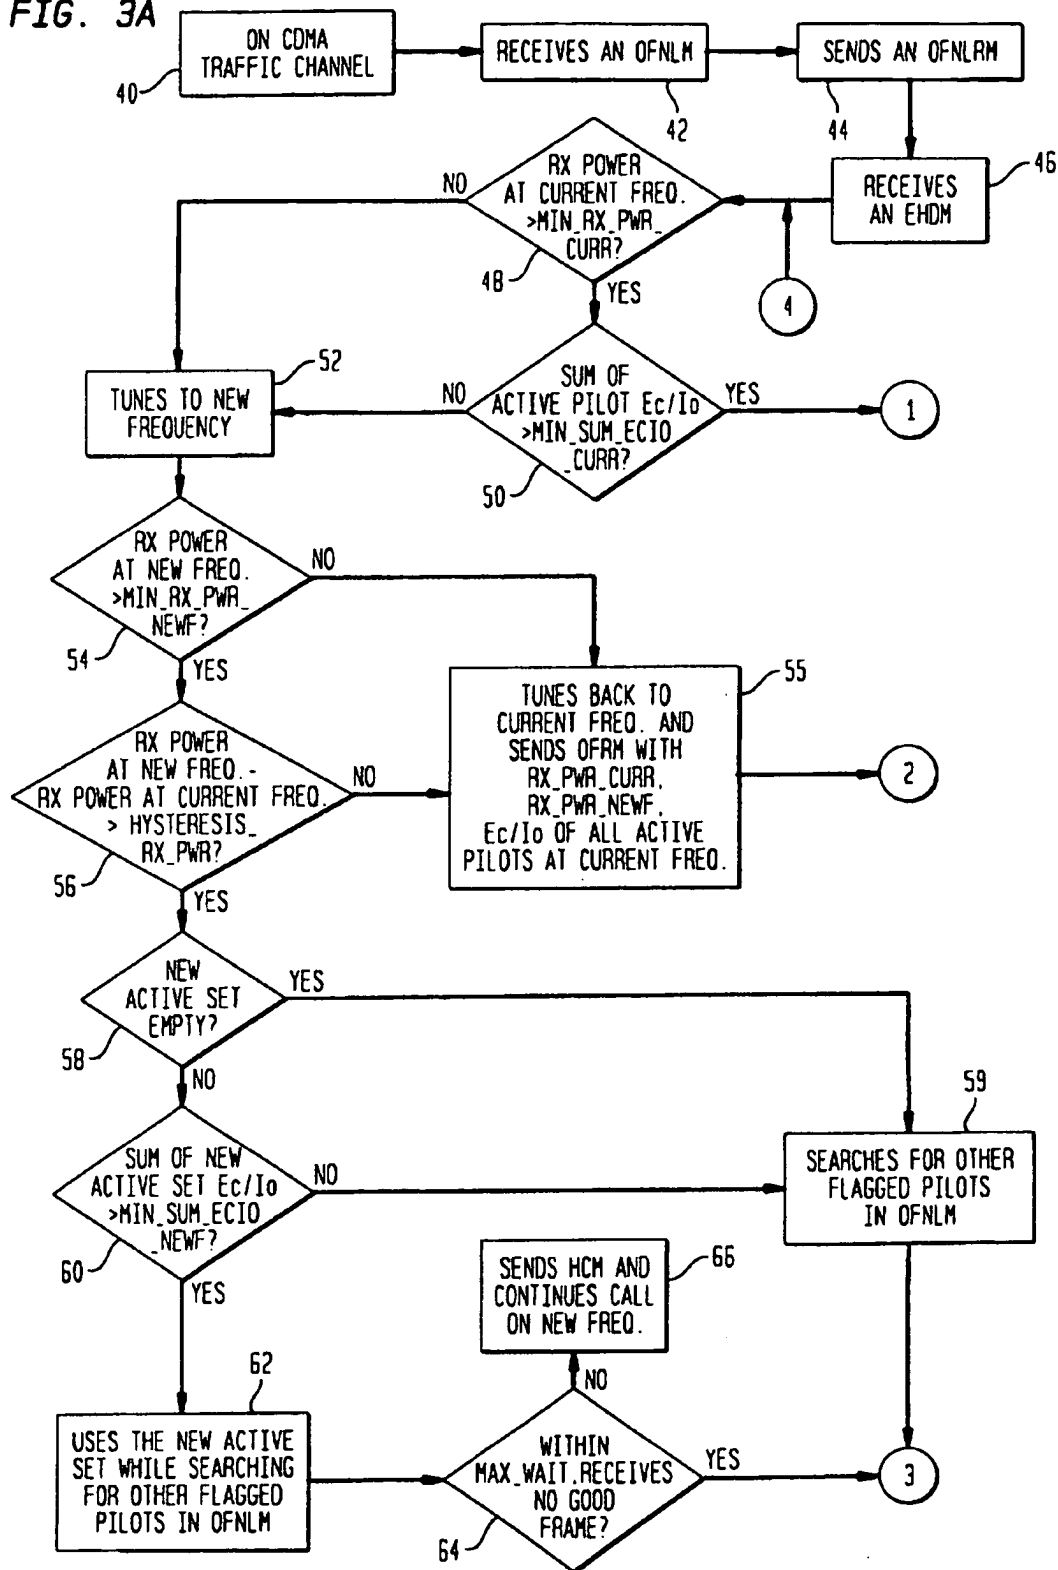 FIG. 3A
ON CDMA
TRAFFIC CHANNEL
40
RECEIVES AN OFNLM
42
SENDS AN OFNLRM
44
RECEIVES
AN EHDM
46
RX POWER
AT CURRENT FREQ.
>MIN_RX_PWR_
CURR?
48
NO
YES
4
SUM OF
ACTIVE PILOT Ec/Io
>MIN_SUM_ECIO
_CURR?
50
NO
YES
1
TUNES TO NEW
FREQUENCY
52
RX POWER
AT NEW FREQ.
>MIN_RX_PWR_
NEWF?
54
NO
YES
TUNES BACK TO
CURRENT FREQ. AND
SENDS OFRM WITH
RX_PWR_CURR,
RX_PWR_NEWF,
Ec/Io OF ALL ACTIVE
PILOTS AT CURRENT FREQ.
55
2
RX POWER
AT NEW FREQ.-
RX POWER AT CURRENT FREQ.
> HYSTERESIS_
RX_PWR?
56
NO
YES
NEW
ACTIVE SET
EMPTY?
58
YES
NO
SEARCHES FOR OTHER
FLAGGED PILOTS
IN OFNLM
59
SUM OF NEW
ACTIVE SET Ec/Io
>MIN_SUM_ECIO
_NEWF?
60
NO
YES
SENDS HCM AND
CONTINUES CALL
ON NEW FREQ.
66
USES THE NEW ACTIVE
SET WHILE SEARCHING
FOR OTHER FLAGGED
PILOTS IN OFNLM
62
WITHIN
MAX_WAIT,RECEIVES
NO GOOD
FRAME?
64
NO
YES
3